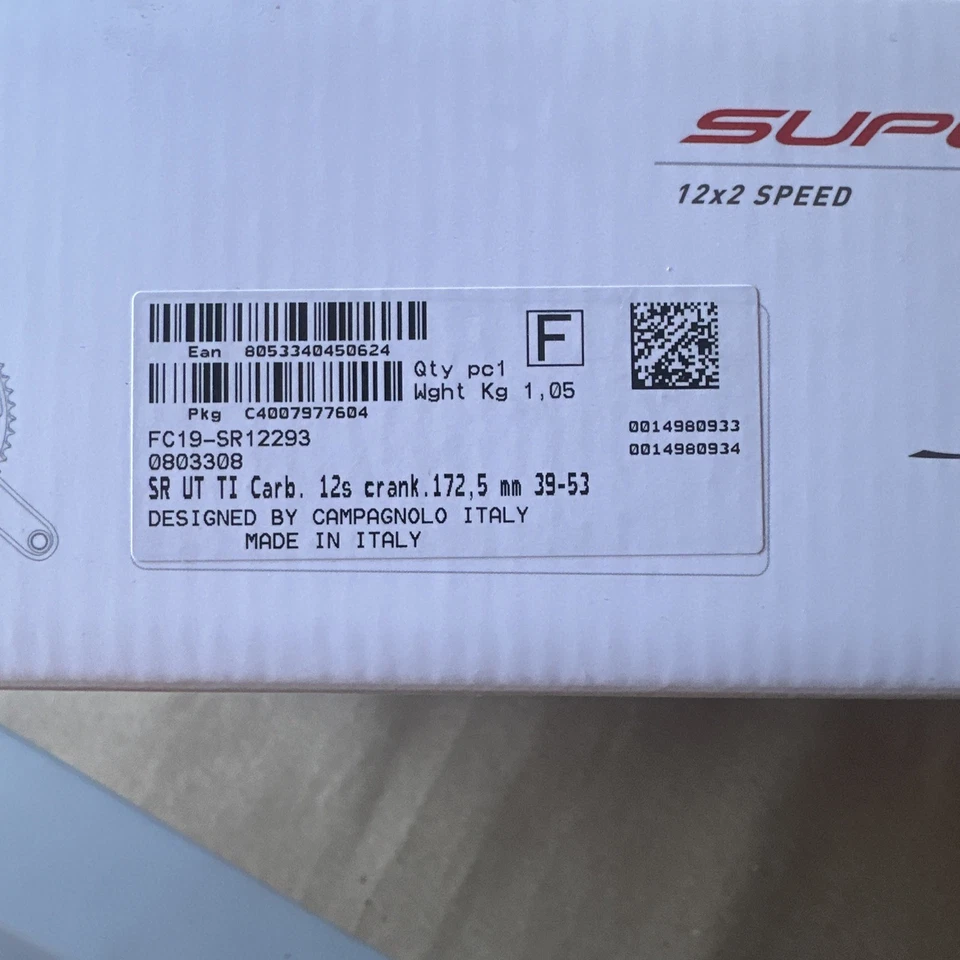 12x2 SPEED
Ean 8053340450624
F
Qty pc1
Wght Kg 1,05
Pkg C4007977604
FC19-SR12293
0803308
0014980933
0014980934
SR UT TI Carb. 12s crank.172,5 mm 39-53
DESIGNED BY CAMPAGNOLO ITALY
MADE IN ITALY